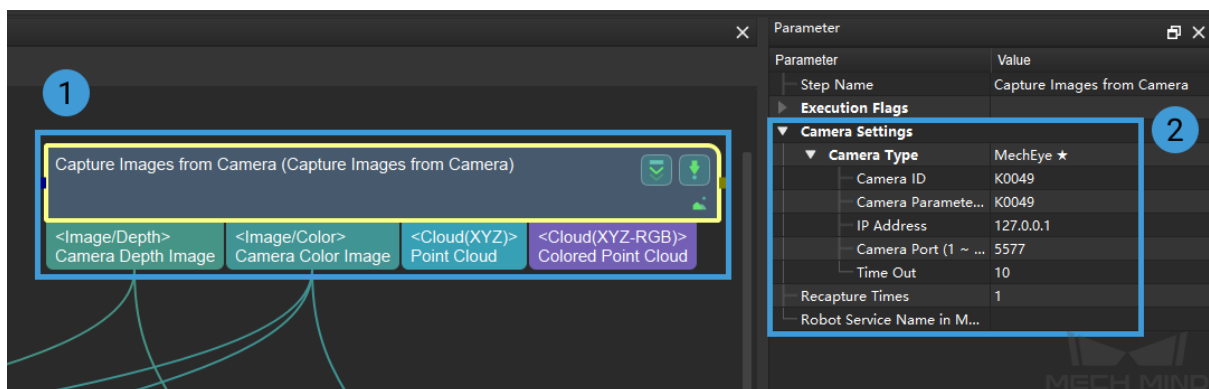 1
Capture Images from Camera (Capture Images from Camera)
<Image/Depth>
Camera Depth Image
<Image/Color>
Camera Color Image
<Cloud(XYZ)>
Point Cloud
<Cloud(XYZ-RGB)>
Colored Point Cloud
Parameter
Parameter Value
Step Name Capture Images from Camera
Execution Flags
2
Camera Settings
Camera Type MechEye ★
Camera ID K0049
Camera Paramete... K0049
IP Address 127.0.0.1
Camera Port (1 ~ ... 5577
Time Out 10
Recapture Times 1
Robot Service Name in M...
MECH MIND